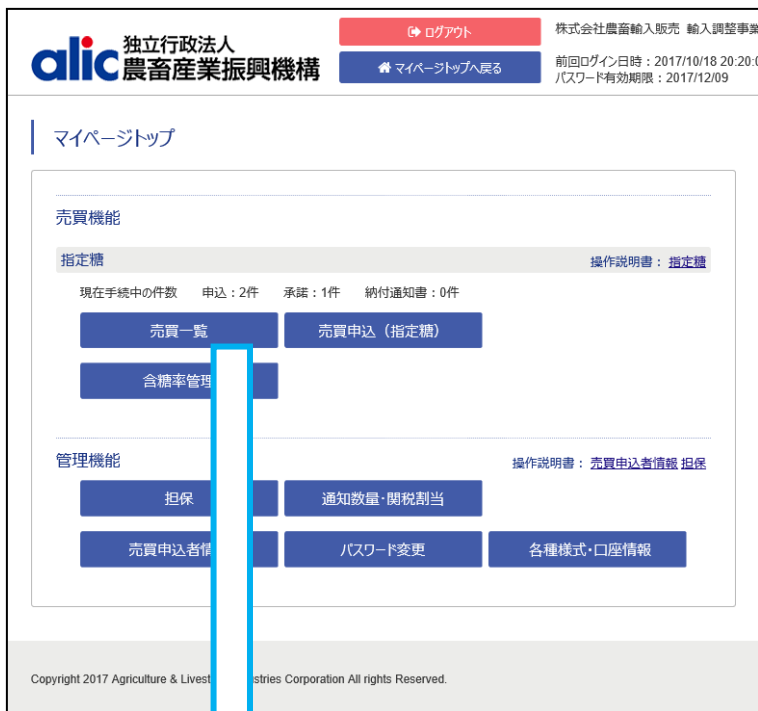 ログアウト
株式会社農畜輸入販売 輸入調整事業
alic 独立行政法人
農畜産業振興機構
マイページトップへ戻る
前回ログイン日時：2017/10/18 20:20:0
パスワード有効期限：2017/12/09
マイページトップ
売買機能
指定糖 操作説明書： 指定糖
現在手続中の件数 申込：2件 承諾：1件 納付通知書：0件
売買一覧 売買申込（指定糖）
含糖率管理
管理機能 操作説明書： 売買申込者情報 担保
担保 通知数量・関税割当
売買申込者情 パスワード変更 各種様式・口座情報
Copyright 2017 Agriculture & Livest stries Corporation All rights Reserved.